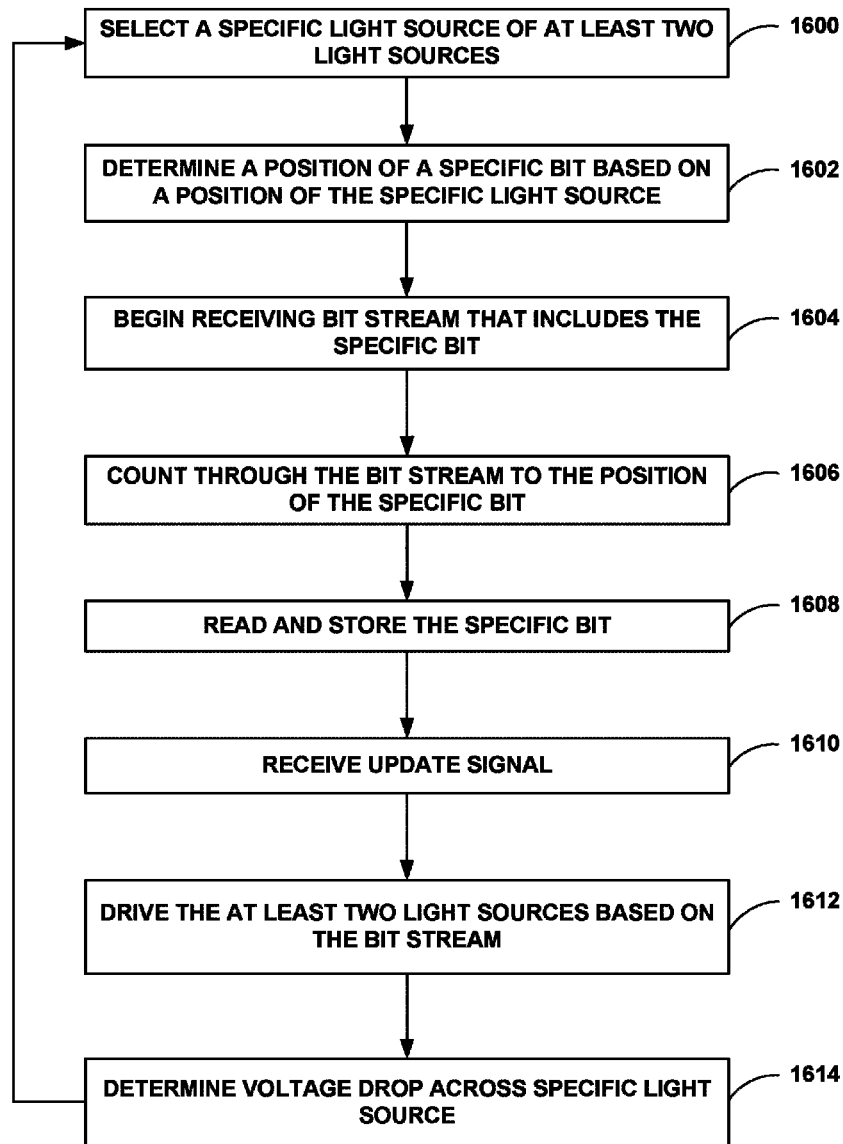 SELECT A SPECIFIC LIGHT SOURCE OF AT LEAST TWO
LIGHT SOURCES
1600
DETERMINE A POSITION OF A SPECIFIC BIT BASED ON
A POSITION OF THE SPECIFIC LIGHT SOURCE
1602
BEGIN RECEIVING BIT STREAM THAT INCLUDES THE
SPECIFIC BIT
1604
COUNT THROUGH THE BIT STREAM TO THE POSITION
OF THE SPECIFIC BIT
1606
READ AND STORE THE SPECIFIC BIT
1608
RECEIVE UPDATE SIGNAL
1610
DRIVE THE AT LEAST TWO LIGHT SOURCES BASED ON
THE BIT STREAM
1612
DETERMINE VOLTAGE DROP ACROSS SPECIFIC LIGHT
SOURCE
1614